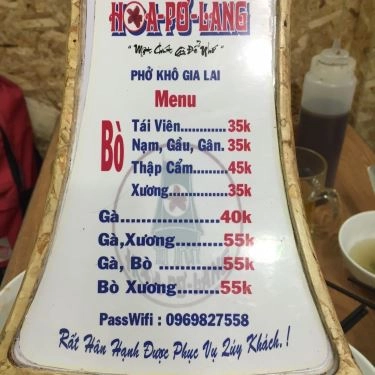 HOA-PƠ-LANG
"Một Chút Gì Để Nhớ"
PHỞ KHÔ GIA LAI
Menu
Bò
Tái Viên............35k
Nạm, Gầu, Gân. 35k
Thập Cẩm.........45k
Xương...............35k
Gà.....................40k
Gà,Xương..........55k
Gà, Bò ..............55k
Bò Xương..........55k
PassWifi : 0969827558
Rất Hân Hạnh Được Phục Vụ Qúy Khách.!